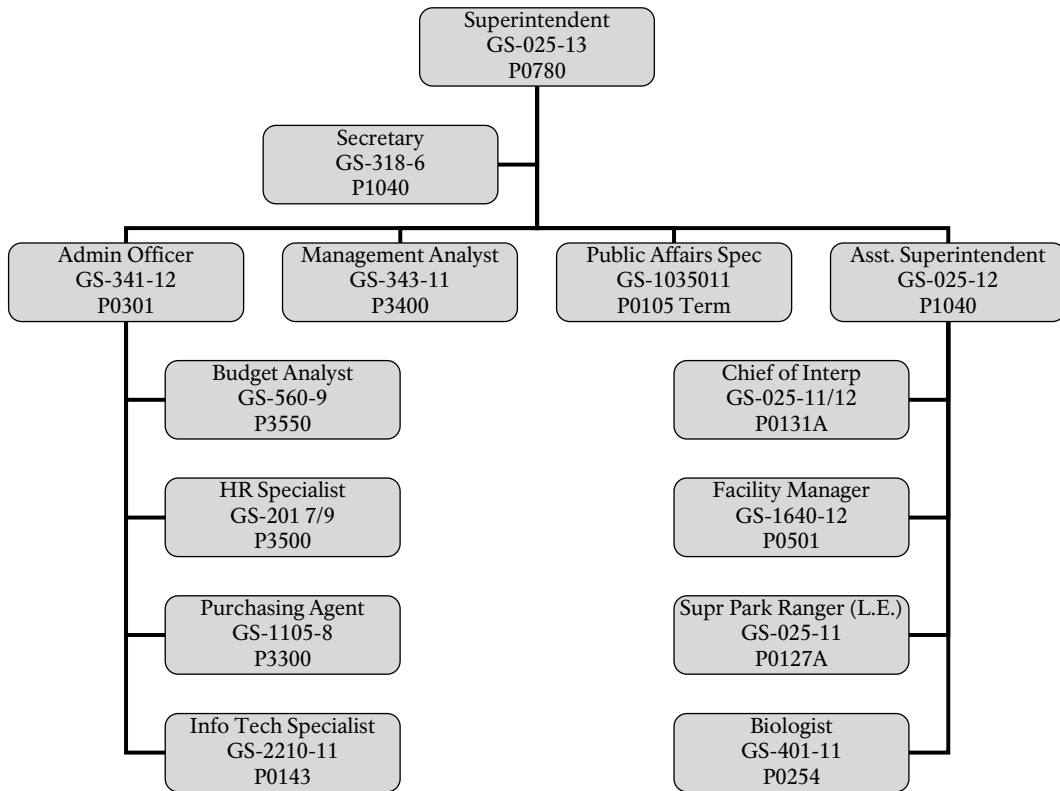 Superintendent
GS-025-13
P0780
Secretary
GS-318-6
P1040
Admin Officer
GS-341-12
P0301
Management Analyst
GS-343-11
P3400
Public Affairs Spec
GS-1035011
P0105 Term
Asst. Superintendent
GS-025-12
P1040
Budget Analyst
GS-560-9
P3550
HR Specialist
GS-201 7/9
P3500
Purchasing Agent
GS-1105-8
P3300
Info Tech Specialist
GS-2210-11
P0143
Chief of Interp
GS-025-11/12
P0131A
Facility Manager
GS-1640-12
P0501
Supr Park Ranger (L.E.)
GS-025-11
P0127A
Biologist
GS-401-11
P0254